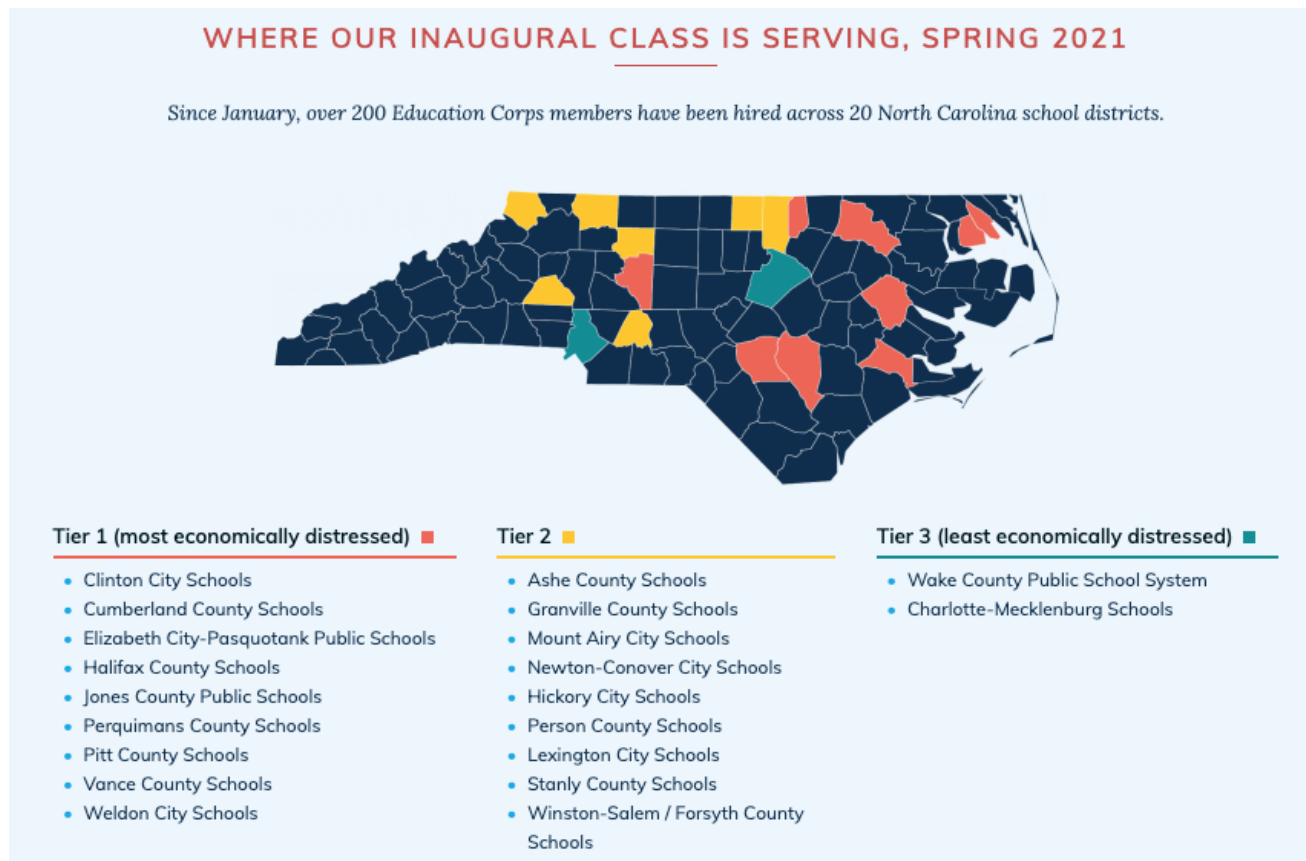 WHERE OUR INAUGURAL CLASS IS SERVING, SPRING 2021
Since January, over 200 Education Corps members have been hired across 20 North Carolina school districts.
Tier 1 (most economically distressed)
Clinton City Schools
Cumberland County Schools
Elizabeth City-Pasquotank Public Schools
Halifax County Schools
Jones County Public Schools
Perquimans County Schools
Pitt County Schools
Vance County Schools
Weldon City Schools
Tier 2
Ashe County Schools
Granville County Schools
Mount Airy City Schools
Newton-Conover City Schools
Hickory City Schools
Person County Schools
Lexington City Schools
Stanly County Schools
Winston-Salem / Forsyth County
Schools
Tier 3 (least economically distressed)
Wake County Public School System
Charlotte-Mecklenburg Schools